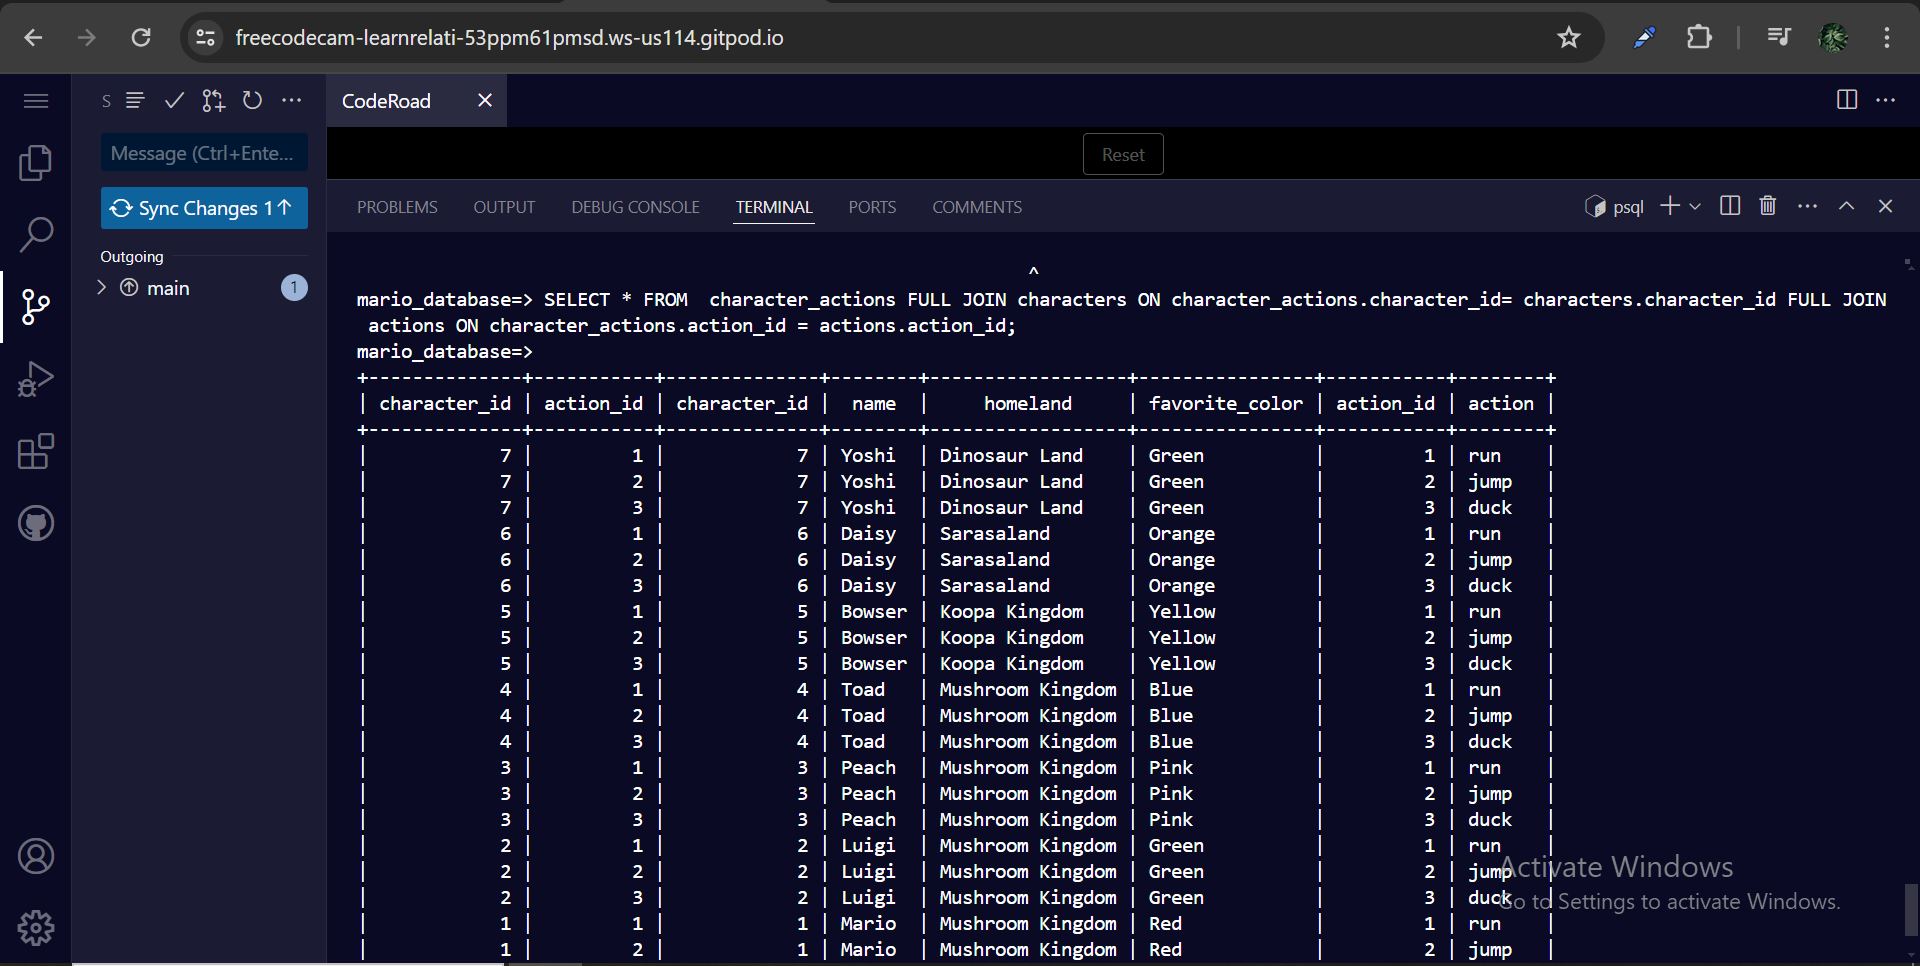 freecodecam-learnrelati-53ppm61pmsd.ws-us114.gitpod.io
S
CodeRoad
Message (Ctrl+Ente...
Reset
Sync Changes 1↑
PROBLEMS OUTPUT DEBUG CONSOLE TERMINAL PORTS COMMENTS
psql
Outgoing
main 1
^
mario_database=> SELECT * FROM  character_actions FULL JOIN characters ON character_actions.character_id= characters.character_id FULL JOIN
actions ON character_actions.action_id = actions.action_id;
mario_database=>
+--------------+-----------+--------------+--------+------------------+----------------+-----------+--------+
| character_id | action_id | character_id |  name  |     homeland     | favorite_color | action_id | action |
+--------------+-----------+--------------+--------+------------------+----------------+-----------+--------+
|            7 |         1 |            7 | Yoshi  | Dinosaur Land    | Green          |         1 | run    |
|            7 |         2 |            7 | Yoshi  | Dinosaur Land    | Green          |         2 | jump   |
|            7 |         3 |            7 | Yoshi  | Dinosaur Land    | Green          |         3 | duck   |
|            6 |         1 |            6 | Daisy  | Sarasaland       | Orange         |         1 | run    |
|            6 |         2 |            6 | Daisy  | Sarasaland       | Orange         |         2 | jump   |
|            6 |         3 |            6 | Daisy  | Sarasaland       | Orange         |         3 | duck   |
|            5 |         1 |            5 | Bowser | Koopa Kingdom    | Yellow         |         1 | run    |
|            5 |         2 |            5 | Bowser | Koopa Kingdom    | Yellow         |         2 | jump   |
|            5 |         3 |            5 | Bowser | Koopa Kingdom    | Yellow         |         3 | duck   |
|            4 |         1 |            4 | Toad   | Mushroom Kingdom | Blue           |         1 | run    |
|            4 |         2 |            4 | Toad   | Mushroom Kingdom | Blue           |         2 | jump   |
|            4 |         3 |            4 | Toad   | Mushroom Kingdom | Blue           |         3 | duck   |
|            3 |         1 |            3 | Peach  | Mushroom Kingdom | Pink           |         1 | run    |
|            3 |         2 |            3 | Peach  | Mushroom Kingdom | Pink           |         2 | jump   |
|            3 |         3 |            3 | Peach  | Mushroom Kingdom | Pink           |         3 | duck   |
|            2 |         1 |            2 | Luigi  | Mushroom Kingdom | Green          |         1 | run    |
|            2 |         2 |            2 | Luigi  | Mushroom Kingdom | Green          |         2 | jump   |
|            2 |         3 |            2 | Luigi  | Mushroom Kingdom | Green          |         3 | duck   |
|            1 |         1 |            1 | Mario  | Mushroom Kingdom | Red            |         1 | run    |
|            1 |         2 |            1 | Mario  | Mushroom Kingdom | Red            |         2 | jump   |
Activate Windows
Go to Settings to activate Windows.